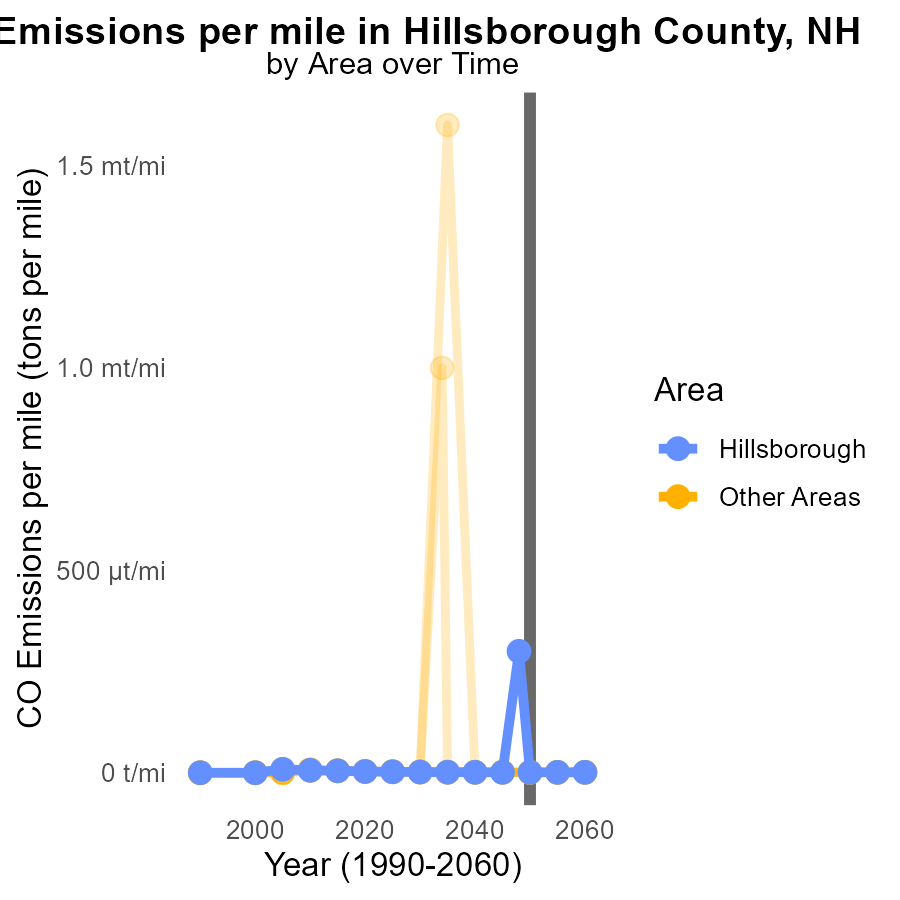 Emissions per mile in Hillsborough County, NH
by Area over Time
CO Emissions per mile (tons per mile)
1.5 mt/mi
1.0 mt/mi
500 µt/mi
0 t/mi
2000 2020 2040 2060
Year (1990-2060)
Area
Hillsborough
Other Areas